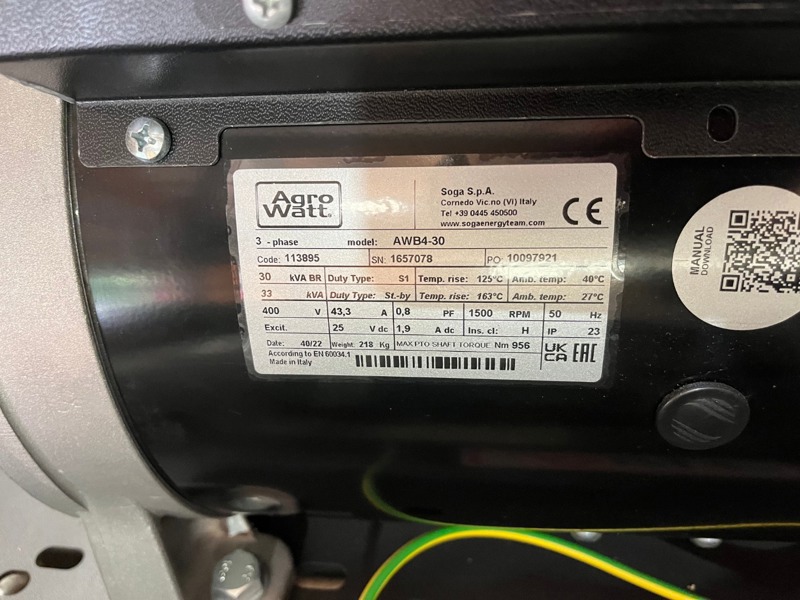 Agro
Watt®
Soga S.p.A.
Cornedo Vic.no (VI) Italy
Tel +39 0445 450500
www.sogaenergyteam.com
CE
3 - phase model: AWB4-30
Code: 113895 SN: 1657078 PO: 10097921
30 kVA BR Duty Type: S1 Temp. rise: 125°C Amb. temp: 40°C
33 kVA Duty Type: St.-by Temp. rise: 163°C Amb. temp: 27°C
400 V 43,3 A 0,8 PF 1500 RPM 50 Hz
Excit. 25 V dc 1,9 A dc Ins. cl: H IP 23
Date: 40/22 Weight: 218 Kg MAX PTO SHAFT TORQUE Nm 956
According to EN 60034.1
Made in Italy
UK
CA
EAC
MANUAL
DOWNLOAD